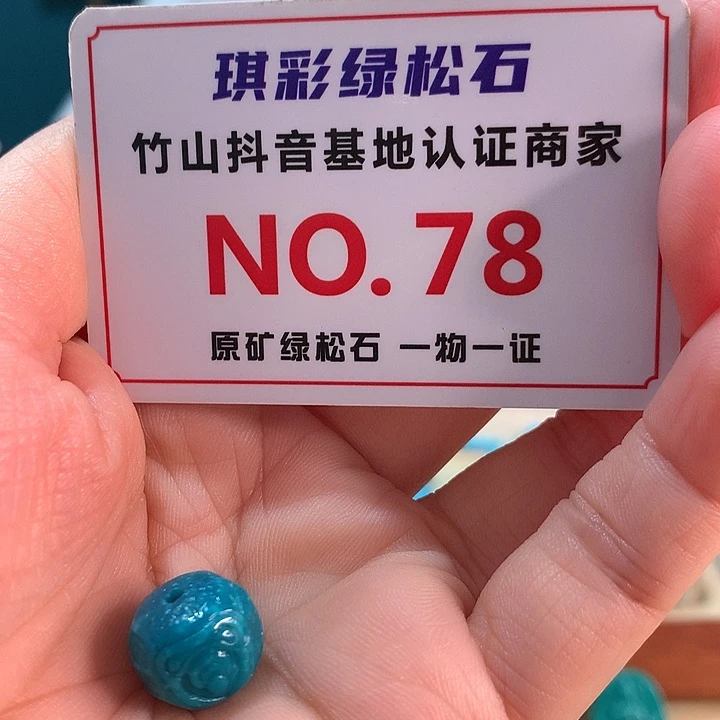 琪彩绿松石
竹山抖音基地认证商家
NO.78
原矿绿松石 一物一证